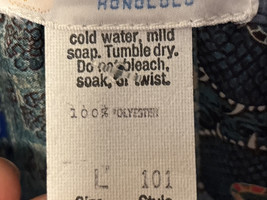 HONOLULU
cold water, mild
soap. Tumble dry.
Do not bleach,
soak, or twist.
100% POLYESTER
L 101
Size Style